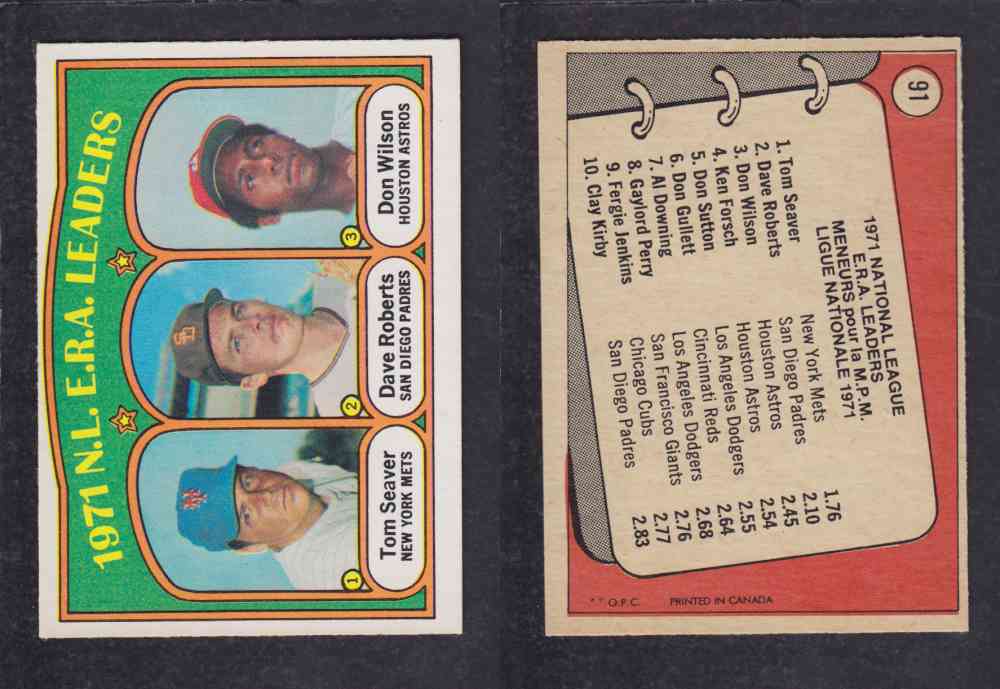 1971 N.L. E.R.A. LEADERS
1
Tom Seaver
NEW YORK METS
2
Dave Roberts
SAN DIEGO PADRES
3
Don Wilson
HOUSTON ASTROS
NY
SD
91
1971 NATIONAL LEAGUE
E.R.A. LEADERS
MENEURS pour la M.P.M.
LIGUE NATIONALE 1971
1. Tom Seaver New York Mets 1.76
2. Dave Roberts San Diego Padres 2.10
3. Don Wilson Houston Astros 2.45
4. Ken Forsch Houston Astros 2.54
5. Don Sutton Los Angeles Dodgers 2.55
6. Don Gullett Cincinnati Reds 2.64
7. Al Downing Los Angeles Dodgers 2.68
8. Gaylord Perry San Francisco Giants 2.76
9. Fergie Jenkins Chicago Cubs 2.77
10. Clay Kirby San Diego Padres 2.83
** O.P.C. PRINTED IN CANADA